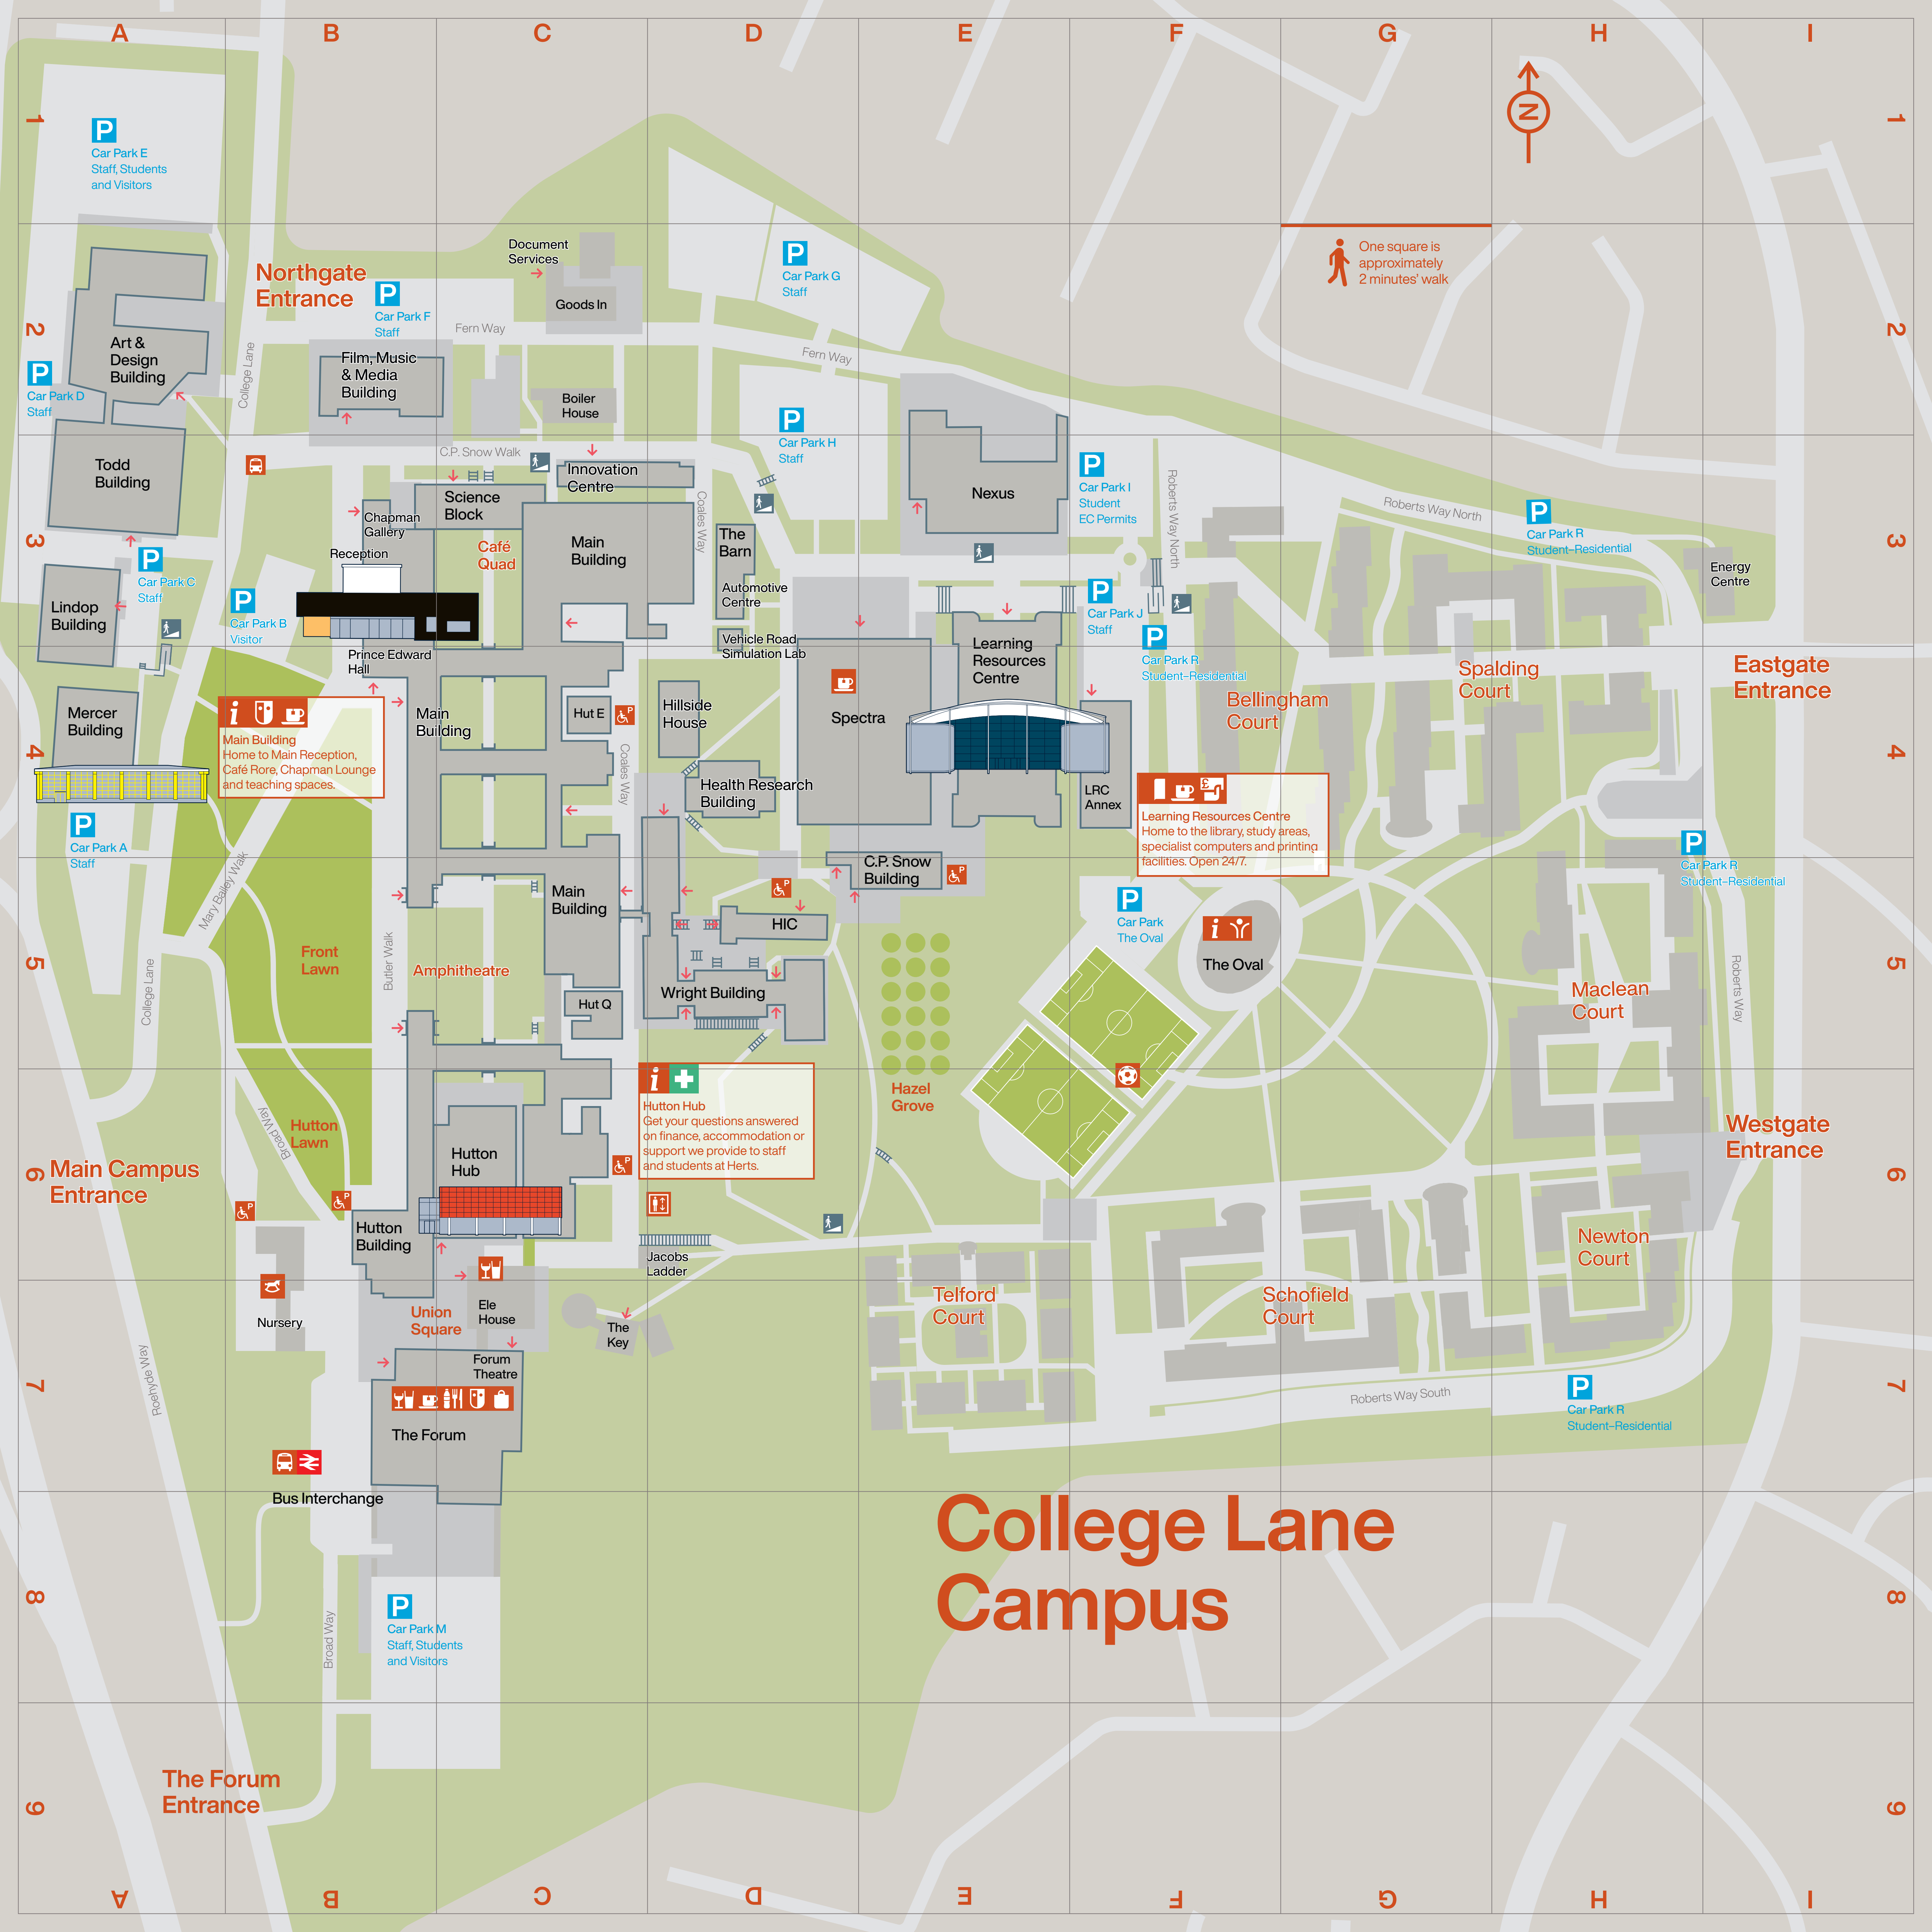 A B C D E F G H I
1
1
N
P
Car Park E
Staff, Students
and Visitors
One square is
approximately
2 minutes' walk
Northgate
Entrance
P
Car Park F
Staff
Document
Services
Goods In
P
Car Park G
Staff
Fern Way
Fern Way
2
2
Art &
Design
Building
P
Car Park D
Staff
College Lane
Film, Music
& Media
Building
Boiler
House
P
Car Park H
Staff
C.P. Snow Walk
Todd
Building
Innovation
Centre
Science
Block
Chapman
Gallery
Coales Way
Nexus
P
Car Park I
Student
EC Permits
Roberts Way North
Roberts Way North
P
Car Park R
Student–Residential
3
3
Reception
Café
Quad
Main
Building
The
Barn
Automotive
Centre
P
Car Park C
Staff
Lindop
Building
P
Car Park B
Visitor
P
Car Park J
Staff
Energy
Centre
Vehicle Road
Simulation Lab
Learning
Resources
Centre
P
Car Park R
Student–Residential
Prince Edward
Hall
Spalding
Court
Eastgate
Entrance
Bellingham
Court
Mercer
Building
i
Main Building
Home to Main Reception,
Café Rore, Chapman Lounge
and teaching spaces.
Main
Building
Hut E
P
Hillside
House
Spectra
4
4
Coales Way
Health Research
Building
LRC
Annex
£
Learning Resources Centre
Home to the library, study areas,
specialist computers and printing
facilities. Open 24/7.
P
Car Park A
Staff
P
Car Park R
Student–Residential
Mary Bailey Walk
C.P. Snow
Building
P
P
Main
Building
HIC
P
Car Park
The Oval
i
The Oval
Front
Lawn
Butler Walk
Amphitheatre
5
5
College Lane
Wright Building
Hut Q
Maclean
Court
Roberts Way
Hazel
Grove
i
Hutton Hub
Get your questions answered
on finance, accommodation or
support we provide to staff
and students at Herts.
Broad Way
Hutton
Lawn
Westgate
Entrance
Hutton
Hub
P
Main Campus
Entrance
6
6
P
P
Hutton
Building
Jacobs
Ladder
Newton
Court
Nursery
Union
Square
Ele
House
The
Key
Telford
Court
Schofield
Court
Forum
Theatre
Roehyde Way
7
7
The Forum
Roberts Way South
P
Car Park R
Student–Residential
Bus Interchange
College Lane
Campus
8
8
P
Car Park M
Staff, Students
and Visitors
Broad Way
The Forum
Entrance
9
9
A B C D E F G H I